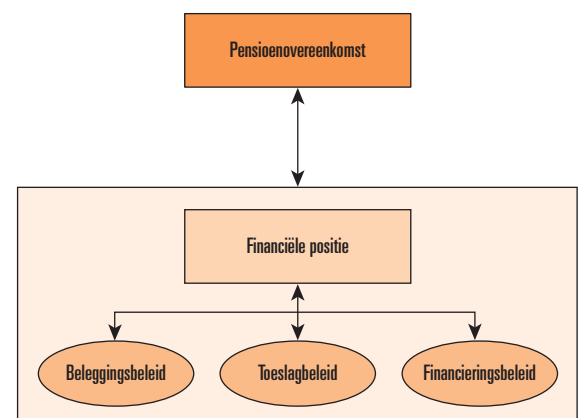 Pensioenovereenkomst
Financiële positie
Beleggingsbeleid
Toeslagbeleid
Financieringsbeleid